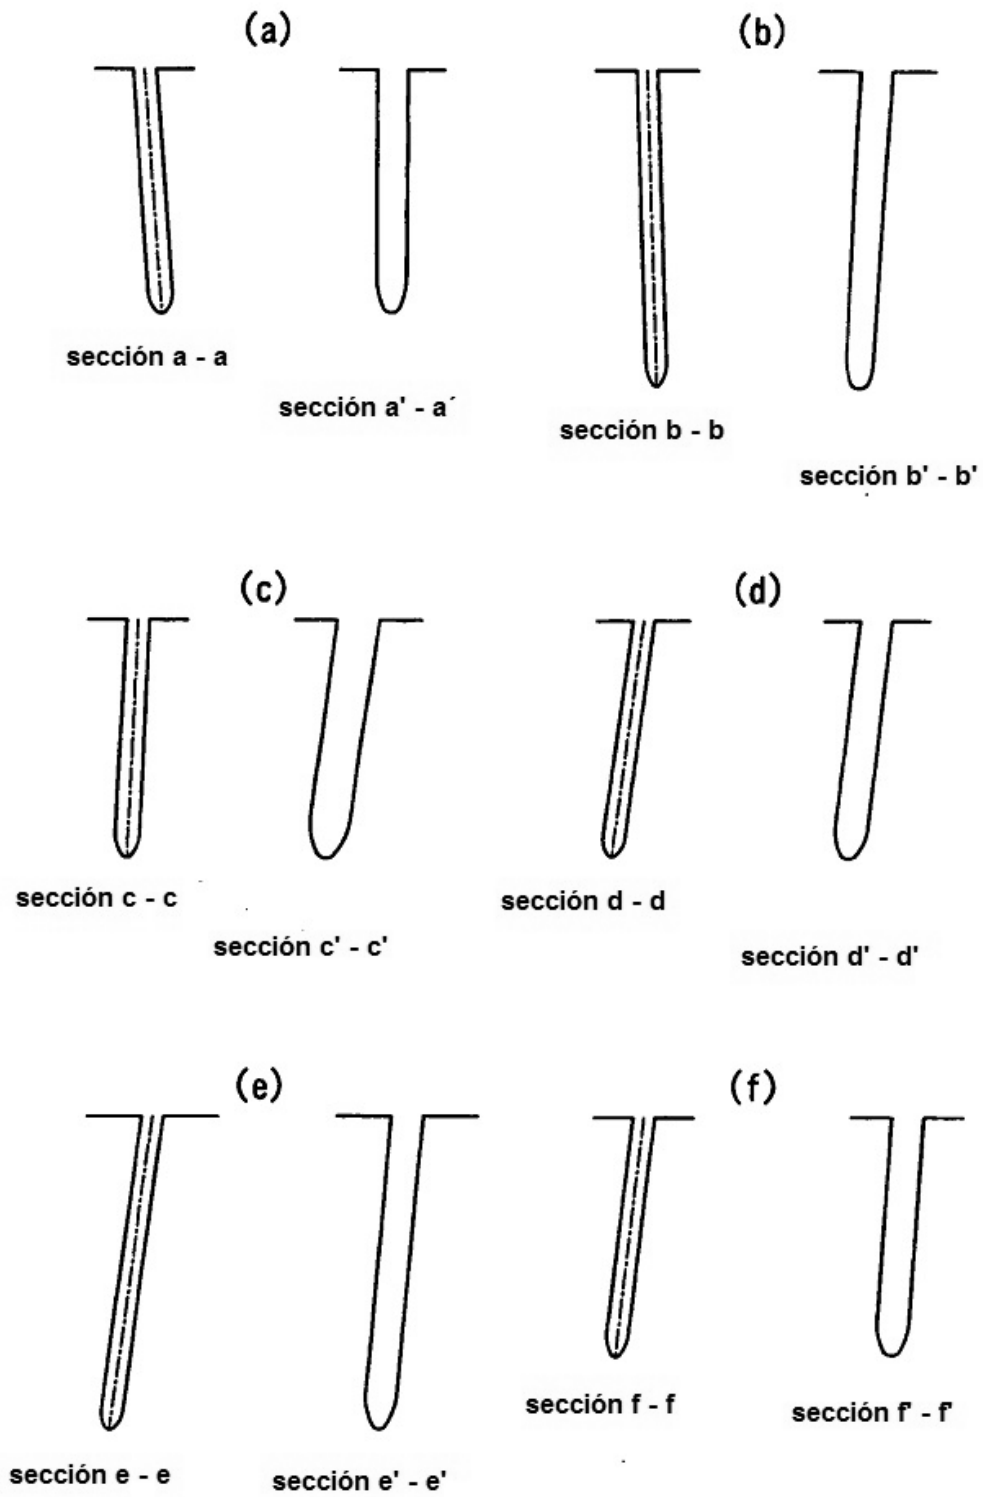 (a)
(b)
sección a - a
sección a' - a´
sección b - b
sección b' - b'
(c)
(d)
sección c - c
sección c' - c'
sección d - d
sección d' - d'
(e)
(f)
sección e - e
sección e' - e'
sección f - f
sección f' - f'